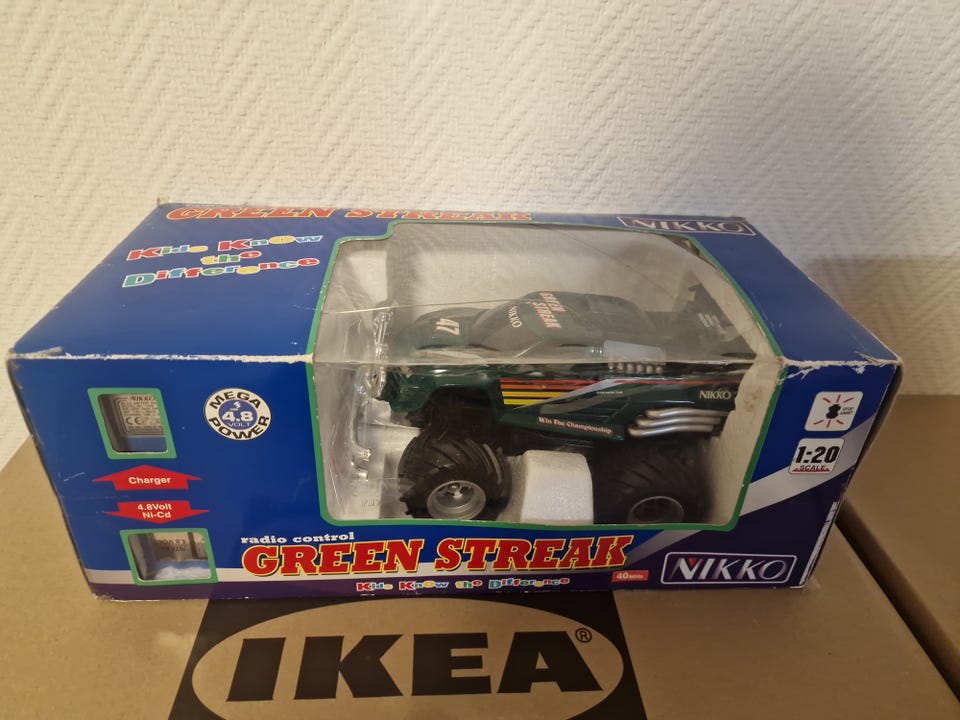 GREEN STREAK
NIKKO
Kids Know
the
Difference
47
NIKKO
GREEN
STREAK
NIKKO
MEGA
4.8
VOLT
POWER
NIKKO
Win The Championship
1:20
SCALE
Charger
4.8Volt
Ni-Cd
radio control
GREEN STREAK
Kids Know the Difference
40MHz
NIKKO
IKEA®